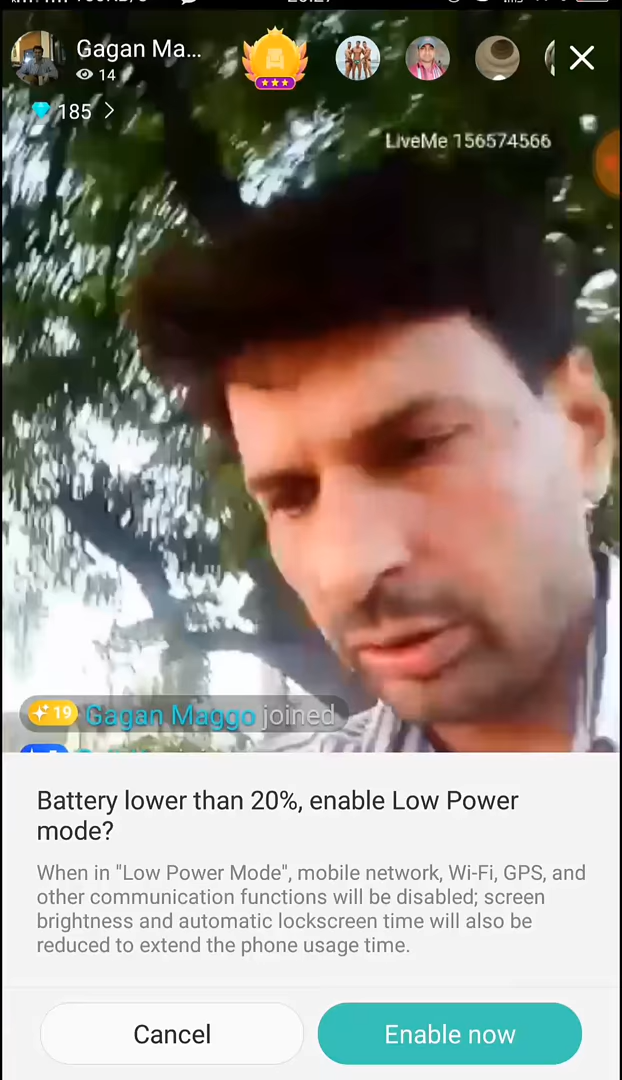 Gagan Ma...
14
185 >
LiveMe 156574566
19 Gagan Maggo joined
Battery lower than 20%, enable Low Power
mode?
When in "Low Power Mode", mobile network, Wi-Fi, GPS, and
other communication functions will be disabled; screen
brightness and automatic lockscreen time will also be
reduced to extend the phone usage time.
Cancel
Enable now